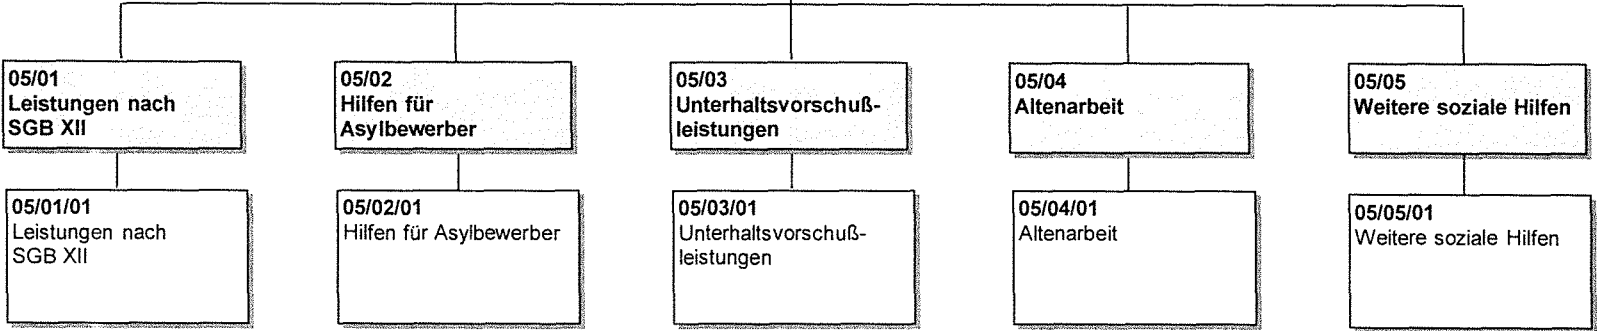 05/01
Leistungen nach
SGB XII
05/02
Hilfen für
Asylbewerber
05/03
Unterhaltsvorschuß-
leistungen
05/04
Altenarbeit
05/05
Weitere soziale Hilfen
05/01/01
Leistungen nach
SGB XII
05/02/01
Hilfen für Asylbewerber
05/03/01
Unterhaltsvorschuß-
leistungen
05/04/01
Altenarbeit
05/05/01
Weitere soziale Hilfen